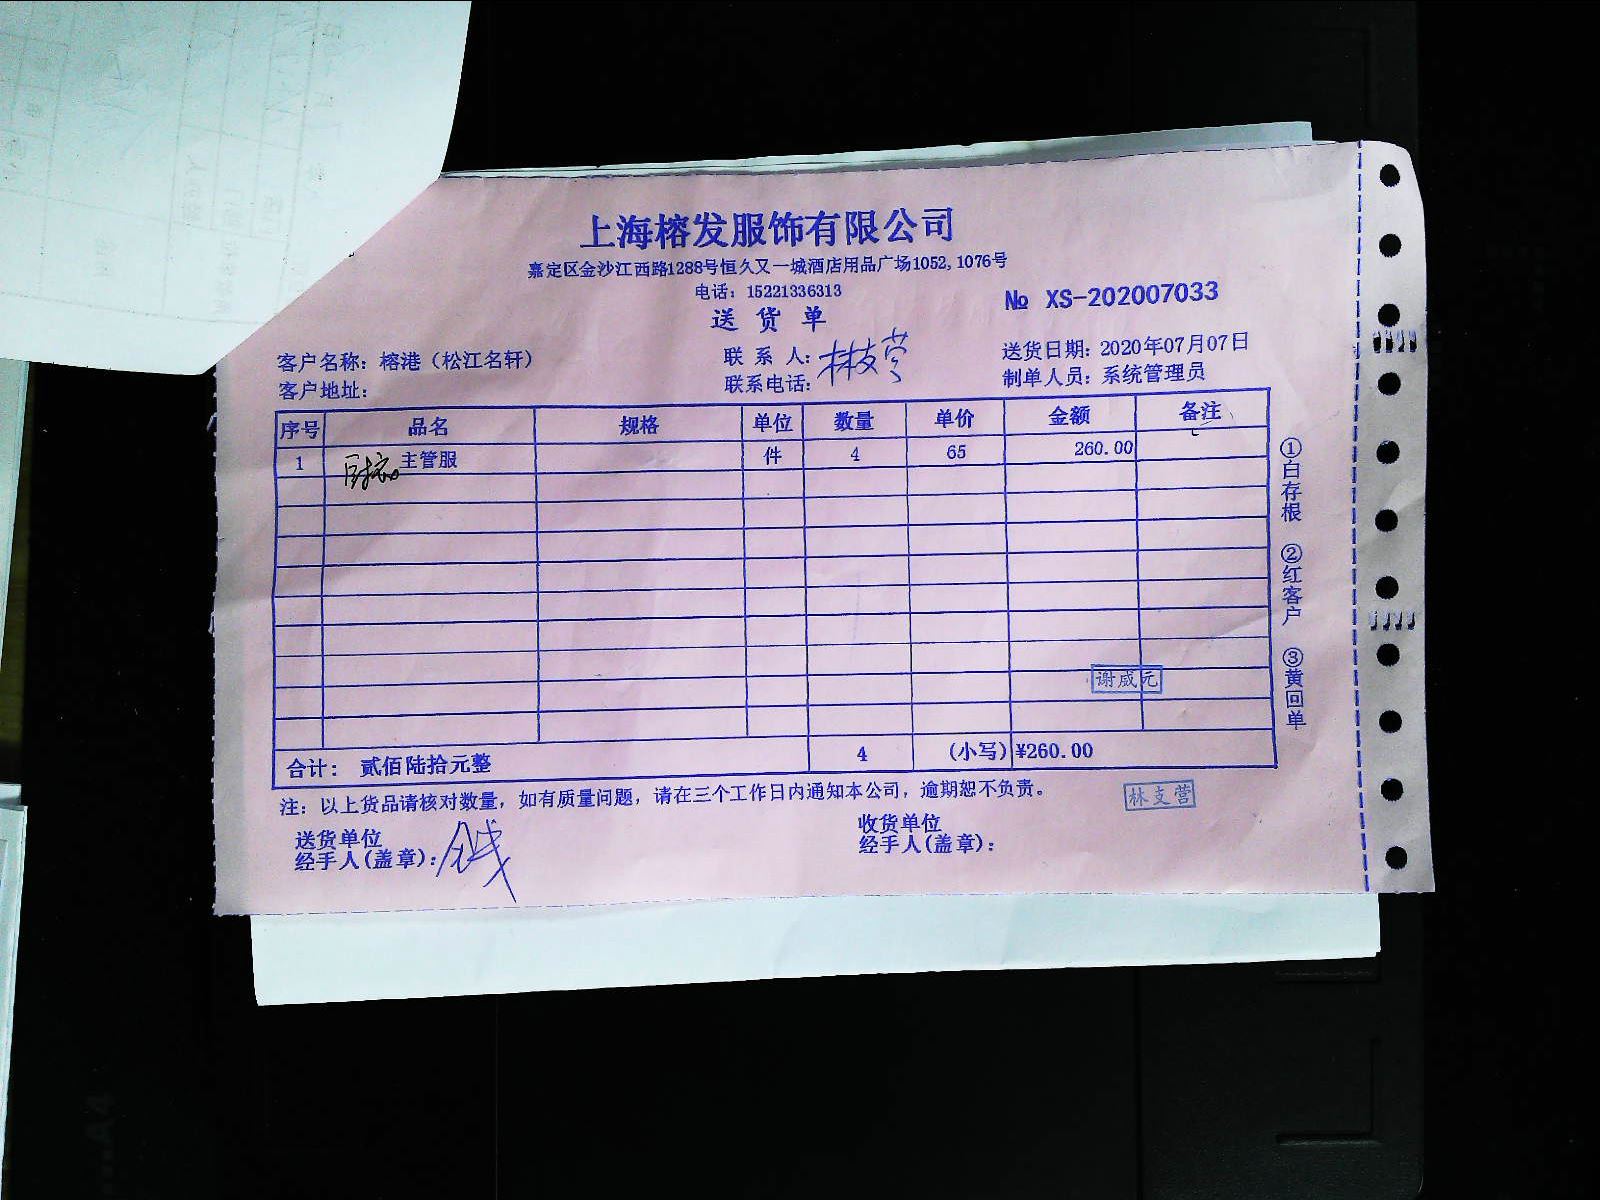 上海榕发服饰有限公司
嘉定区金沙江西路1288号恒久又一城酒店用品广场1052,1076号
电话：15221336313
№ XS-202007033
送货单
客户名称：榕港（松江名轩） 联系人：林支营 送货日期：2020年07月07日
客户地址： 联系电话： 制单人员：系统管理员
序号 品名 规格 单位 数量 单价 金额 备注
1 主管服 件 4 65 260.00
谢咸元
合计： 贰佰陆拾元整 4 (小写) ¥260.00
注：以上货品请核对数量，如有质量问题，请在三个工作日内通知本公司，逾期恕不负责。
林支营
送货单位 收货单位
经手人(盖章)： 经手人(盖章)：
①白存根 ②红客户 ③黄回单